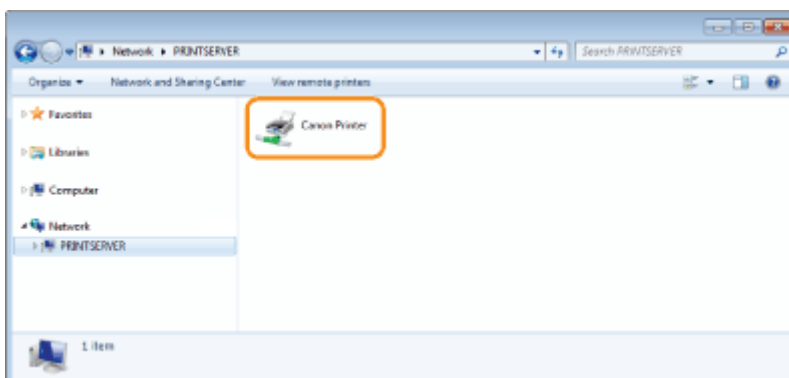 Network ▸ PRINTSERVER
Search PRINTSERVER
Organize ▾ Network and Sharing Center View remote printers
Favorites
Canon Printer
Libraries
Computer
Network
PRINTSERVER
1 item